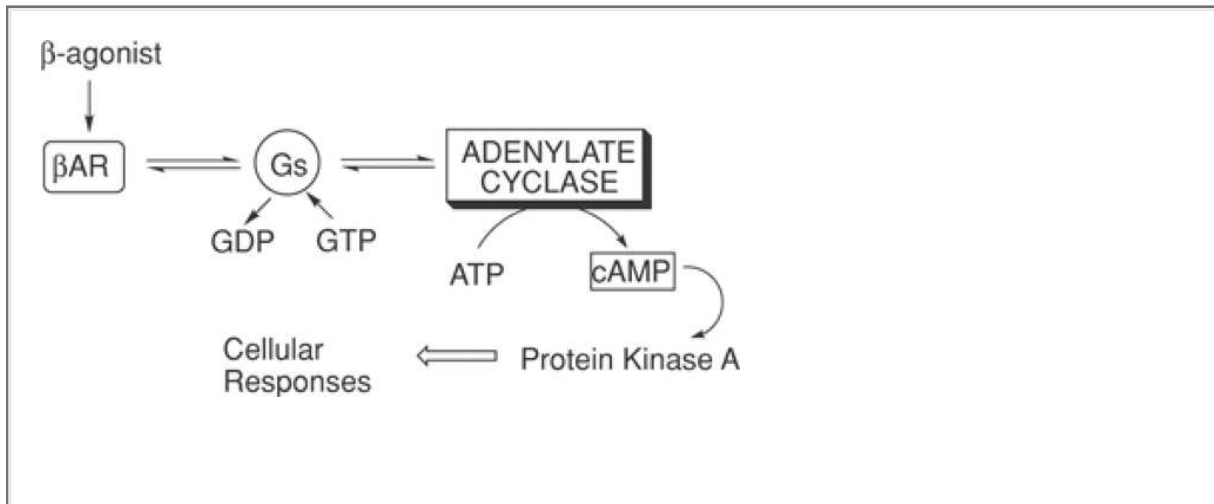 β-agonist
βAR
Gs
ADENYLATE
CYCLASE
GDP
GTP
ATP
cAMP
Cellular
Responses
Protein Kinase A